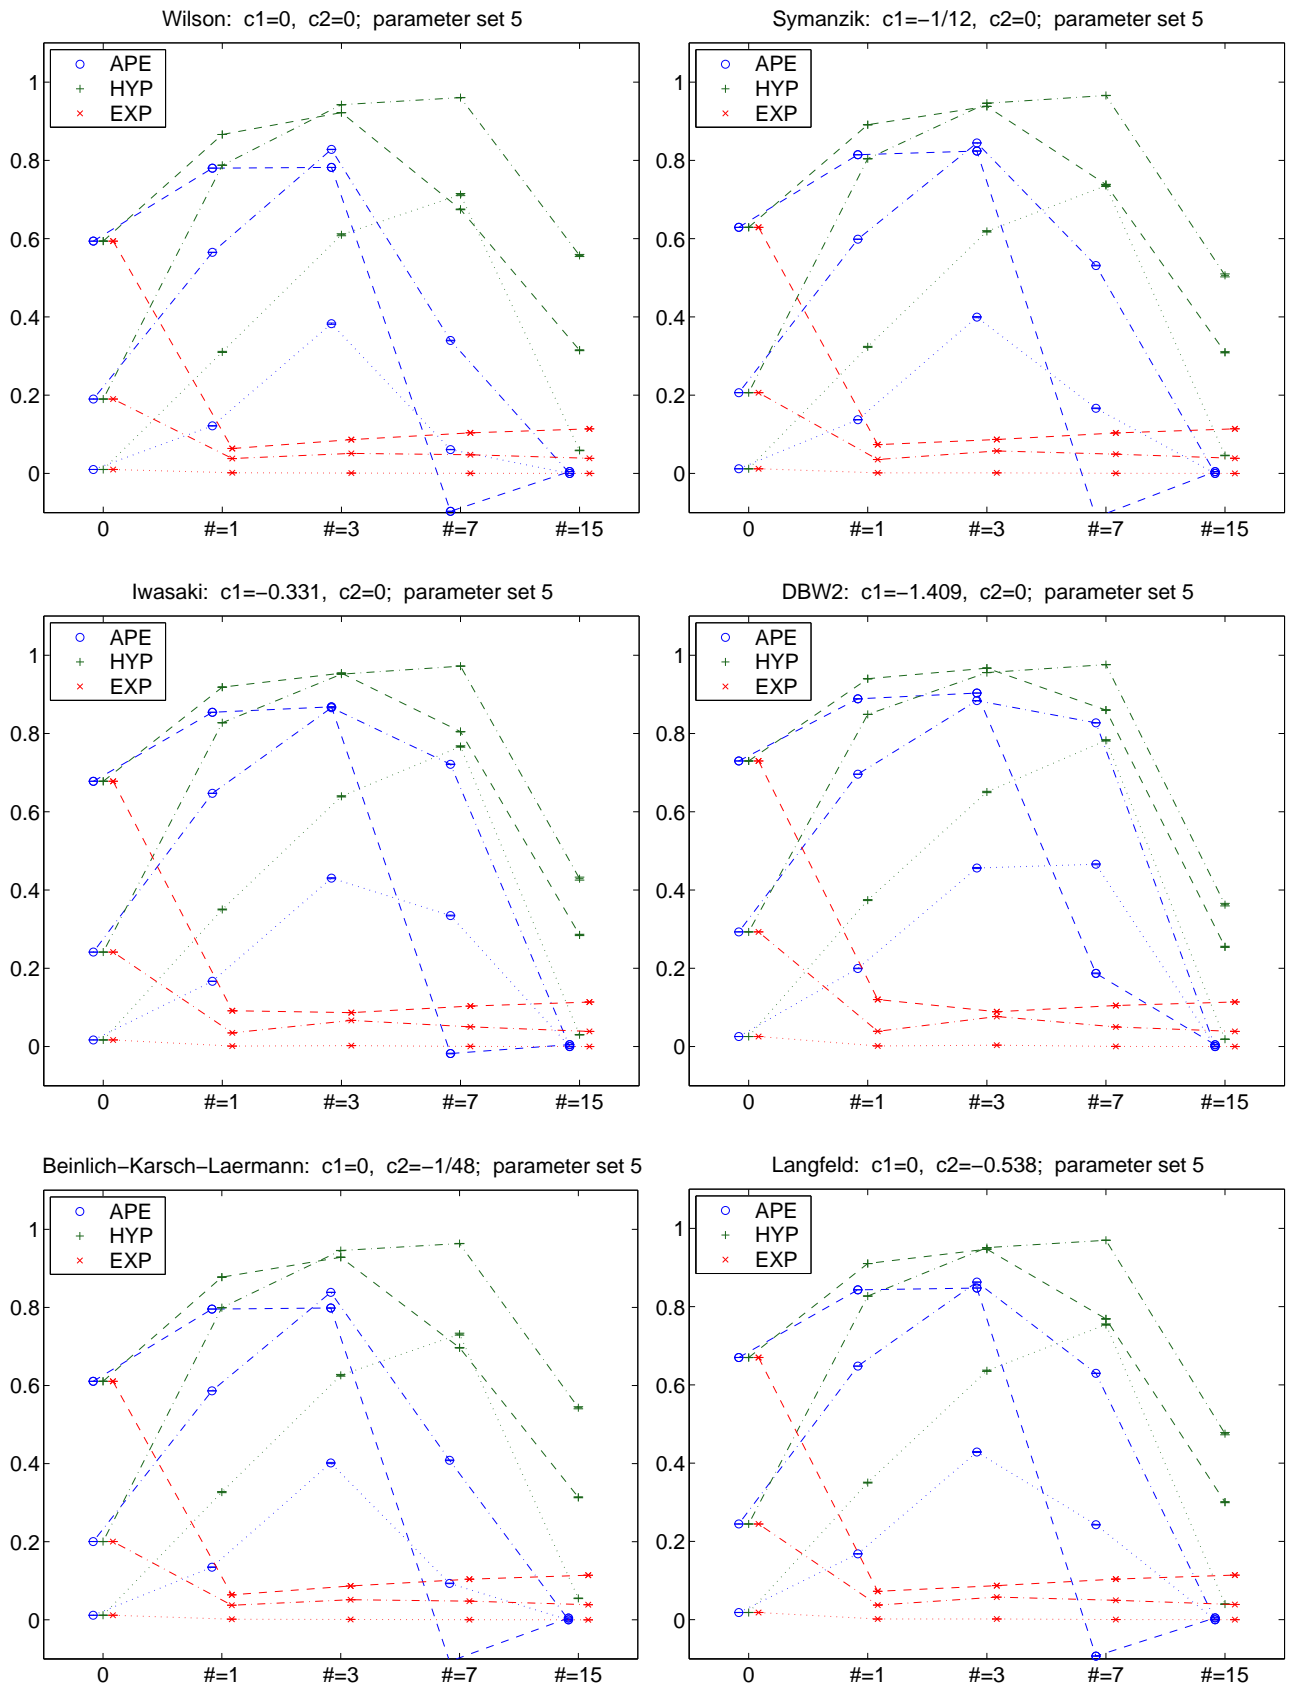 Wilson: c1=0, c2=0; parameter set 5
APE
HYP
EXP
1
0.8
0.6
0.4
0.2
0
0 #=1 #=3 #=7 #=15
Symanzik: c1=−1/12, c2=0; parameter set 5
APE
HYP
EXP
1
0.8
0.6
0.4
0.2
0
0 #=1 #=3 #=7 #=15
Iwasaki: c1=−0.331, c2=0; parameter set 5
APE
HYP
EXP
1
0.8
0.6
0.4
0.2
0
0 #=1 #=3 #=7 #=15
DBW2: c1=−1.409, c2=0; parameter set 5
APE
HYP
EXP
1
0.8
0.6
0.4
0.2
0
0 #=1 #=3 #=7 #=15
Beinlich−Karsch−Laermann: c1=0, c2=−1/48; parameter set 5
APE
HYP
EXP
1
0.8
0.6
0.4
0.2
0
0 #=1 #=3 #=7 #=15
Langfeld: c1=0, c2=−0.538; parameter set 5
APE
HYP
EXP
1
0.8
0.6
0.4
0.2
0
0 #=1 #=3 #=7 #=15